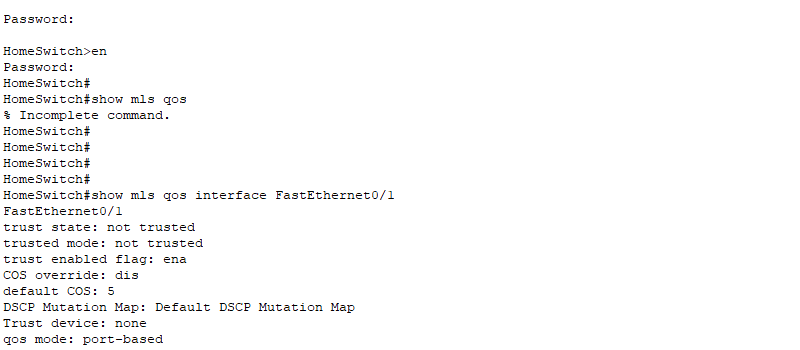 Password:
HomeSwitch>en
Password:
HomeSwitch#
HomeSwitch#show mls qos
% Incomplete command.
HomeSwitch#
HomeSwitch#
HomeSwitch#
HomeSwitch#
HomeSwitch#show mls qos interface FastEthernet0/1
FastEthernet0/1
trust state: not trusted
trusted mode: not trusted
trust enabled flag: ena
COS override: dis
default COS: 5
DSCP Mutation Map: Default DSCP Mutation Map
Trust device: none
qos mode: port-based